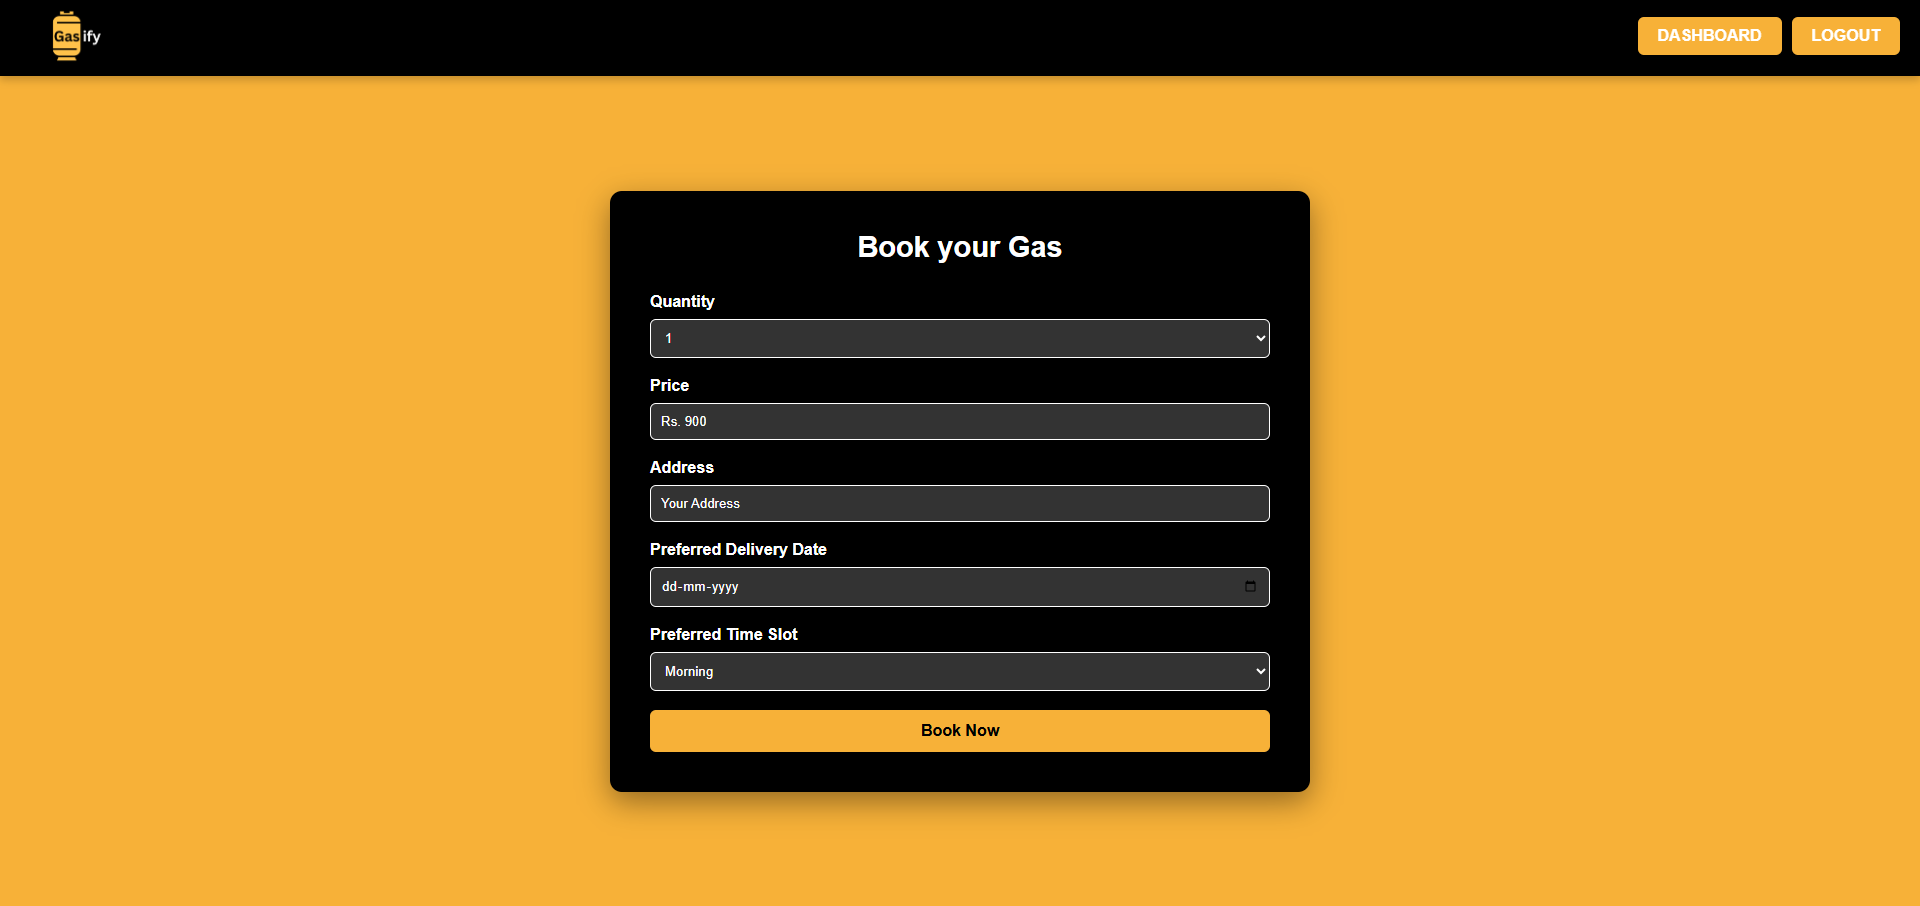 Gasify
DASHBOARD
LOGOUT
Book your Gas
Quantity
1
Price
Rs. 900
Address
Your Address
Preferred Delivery Date
dd-mm-yyyy
Preferred Time Slot
Morning
Book Now